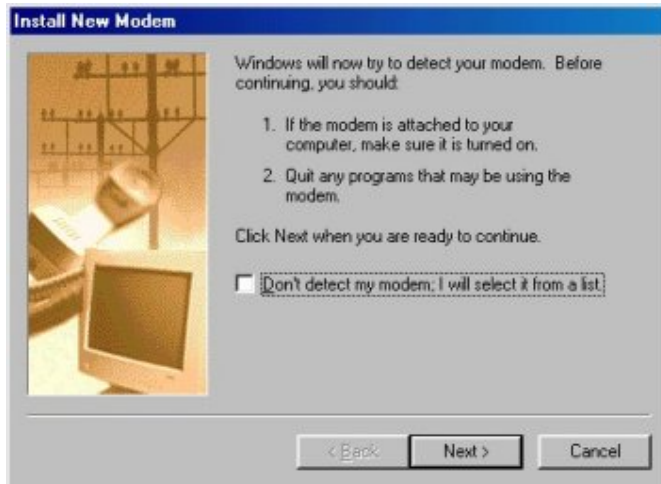 Install New Modem
Windows will now try to detect your modem. Before
continuing, you should:
1. If the modem is attached to your
computer, make sure it is turned on.
2. Quit any programs that may be using the
modem.
Click Next when you are ready to continue.
Don't detect my modem; I will select it from a list.
< Back
Next >
Cancel